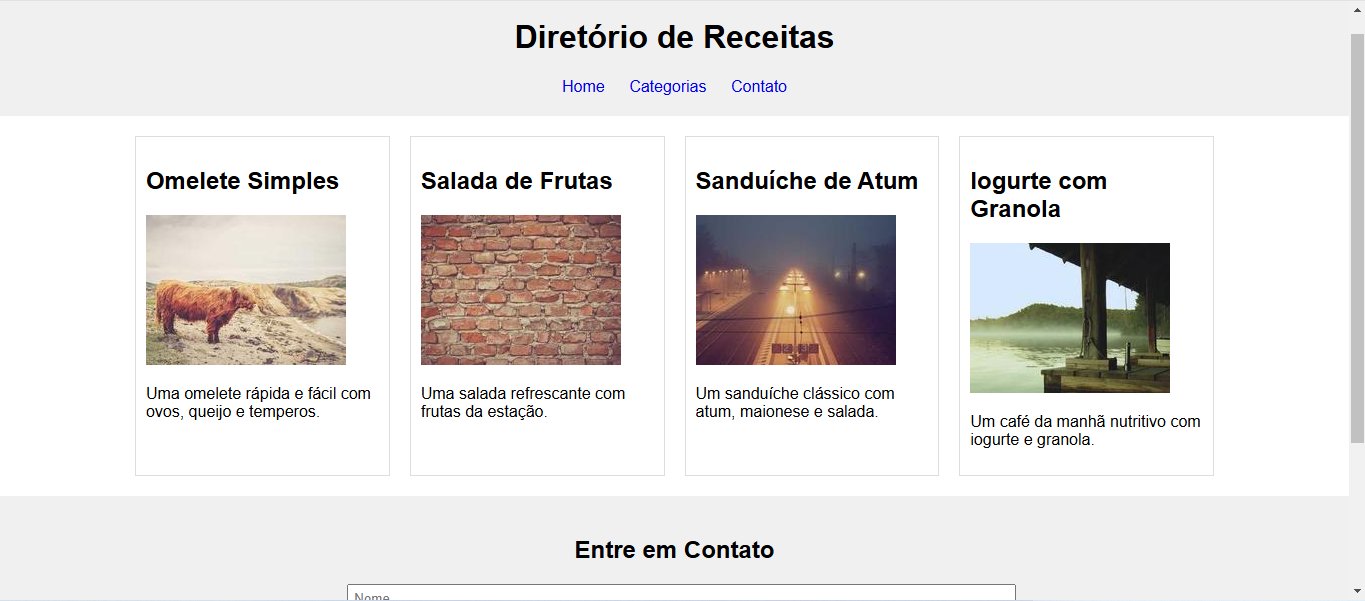 Diretório de Receitas
Home Categorias Contato
Omelete Simples
Uma omelete rápida e fácil com
ovos, queijo e temperos.
Salada de Frutas
Uma salada refrescante com
frutas da estação.
Sanduíche de Atum
Um sanduíche clássico com
atum, maionese e salada.
Iogurte com
Granola
Um café da manhã nutritivo com
iogurte e granola.
Entre em Contato
Nome